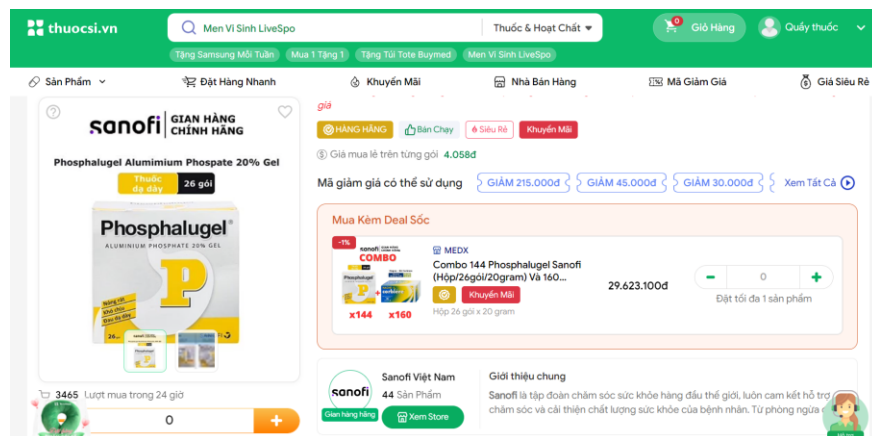 thuocsi.vn
Men Vi Sinh LiveSpo
Thuốc & Hoạt Chất
0
Giỏ Hàng
Quầy thuốc
Tặng Samsung Mỗi Tuần
Mua 1 Tặng 1
Tặng Túi Tote Buymed
Men Vi Sinh LiveSpo
Sản Phẩm
Đặt Hàng Nhanh
Khuyến Mãi
Nhà Bán Hàng
Mã Giảm Giá
Giá Siêu Rẻ
sanofi GIAN HÀNG CHÍNH HÃNG
Phosphalugel Alumimium Phospate 20% Gel
Thuốc dạ dày
26 gói
Phosphalugel
ALUMINIUM PHOSPHATE 20% GEL
P
Nóng rát
Khó chịu
Đau dạ dày
3465 Lượt mua trong 24 giờ
0
+
giá
HÀNG HÃNG
Bán Chạy
Siêu Rẻ
Khuyến Mãi
Giá mua lẻ trên từng gói 4.058đ
Mã giảm giá có thể sử dụng
GIẢM 215.000đ
GIẢM 45.000đ
GIẢM 30.000đ
Xem Tất Cả
Mua Kèm Deal Sốc
-1%
sanofi
COMBO
x144
x160
MEDX
Combo 144 Phosphalugel Sanofi
(Hộp/26gói/20gram) Và 160...
Khuyến Mãi
Hộp 26 gói x 20 gram
29.623.100đ
-
0
+
Đặt tối đa 1 sản phẩm
sanofi
Gian hàng hãng
Sanofi Việt Nam
44 Sản Phẩm
Xem Store
Giới thiệu chung
Sanofi là tập đoàn chăm sóc sức khỏe hàng đầu thế giới, luôn cam kết hỗ trợ
chăm sóc và cải thiện chất lượng sức khỏe của bệnh nhân. Từ phòng ngừa